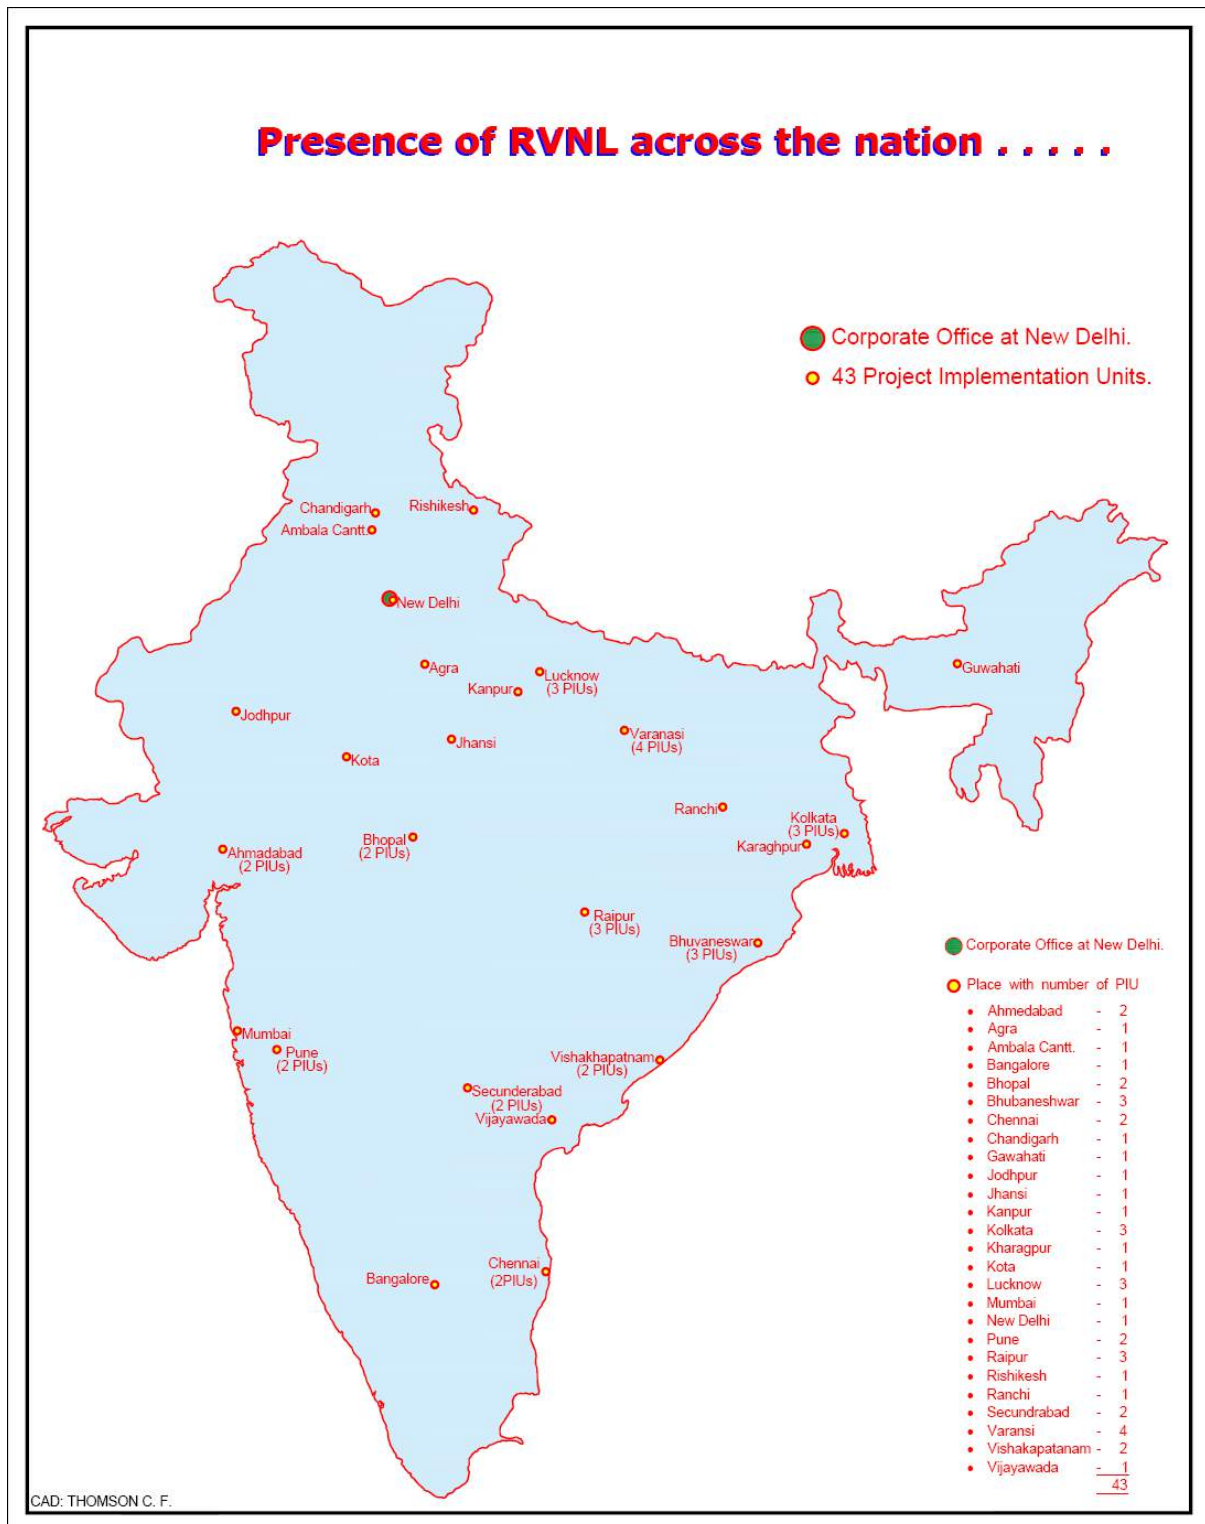 Presence of RVNL across the nation . . . . .
Corporate Office at New Delhi.
43 Project Implementation Units.
Chandigarh
Rishikesh
Ambala Cantt.
New Delhi
Agra
Lucknow
(3 PIUs)
Kanpur
Guwahati
Jodhpur
Jhansi
Varanasi
(4 PIUs)
Kota
Ranchi
Kolkata
(3 PIUs)
Karaghpur
Bhopal
(2 PIUs)
Ahmadabad
(2 PIUs)
Raipur
(3 PIUs)
Bhuvaneswar
(3 PIUs)
Mumbai
Pune
(2 PIUs)
Vishakhapatnam
(2 PIUs)
Secunderabad
(2 PIUs)
Vijayawada
Chennai
(2PIUs)
Bangalore
Corporate Office at New Delhi.
Place with number of PIU
• Ahmedabad - 2
• Agra - 1
• Ambala Cantt. - 1
• Bangalore - 1
• Bhopal - 2
• Bhubaneshwar - 3
• Chennai - 2
• Chandigarh - 1
• Gawahati - 1
• Jodhpur - 1
• Jhansi - 1
• Kanpur - 1
• Kolkata - 3
• Kharagpur - 1
• Kota - 1
• Lucknow - 3
• Mumbai - 1
• New Delhi - 1
• Pune - 2
• Raipur - 3
• Rishikesh - 1
• Ranchi - 1
• Secundrabad - 2
• Varansi - 4
• Vishakapatanam - 2
• Vijayawada - 1
43
CAD: THOMSON C. F.